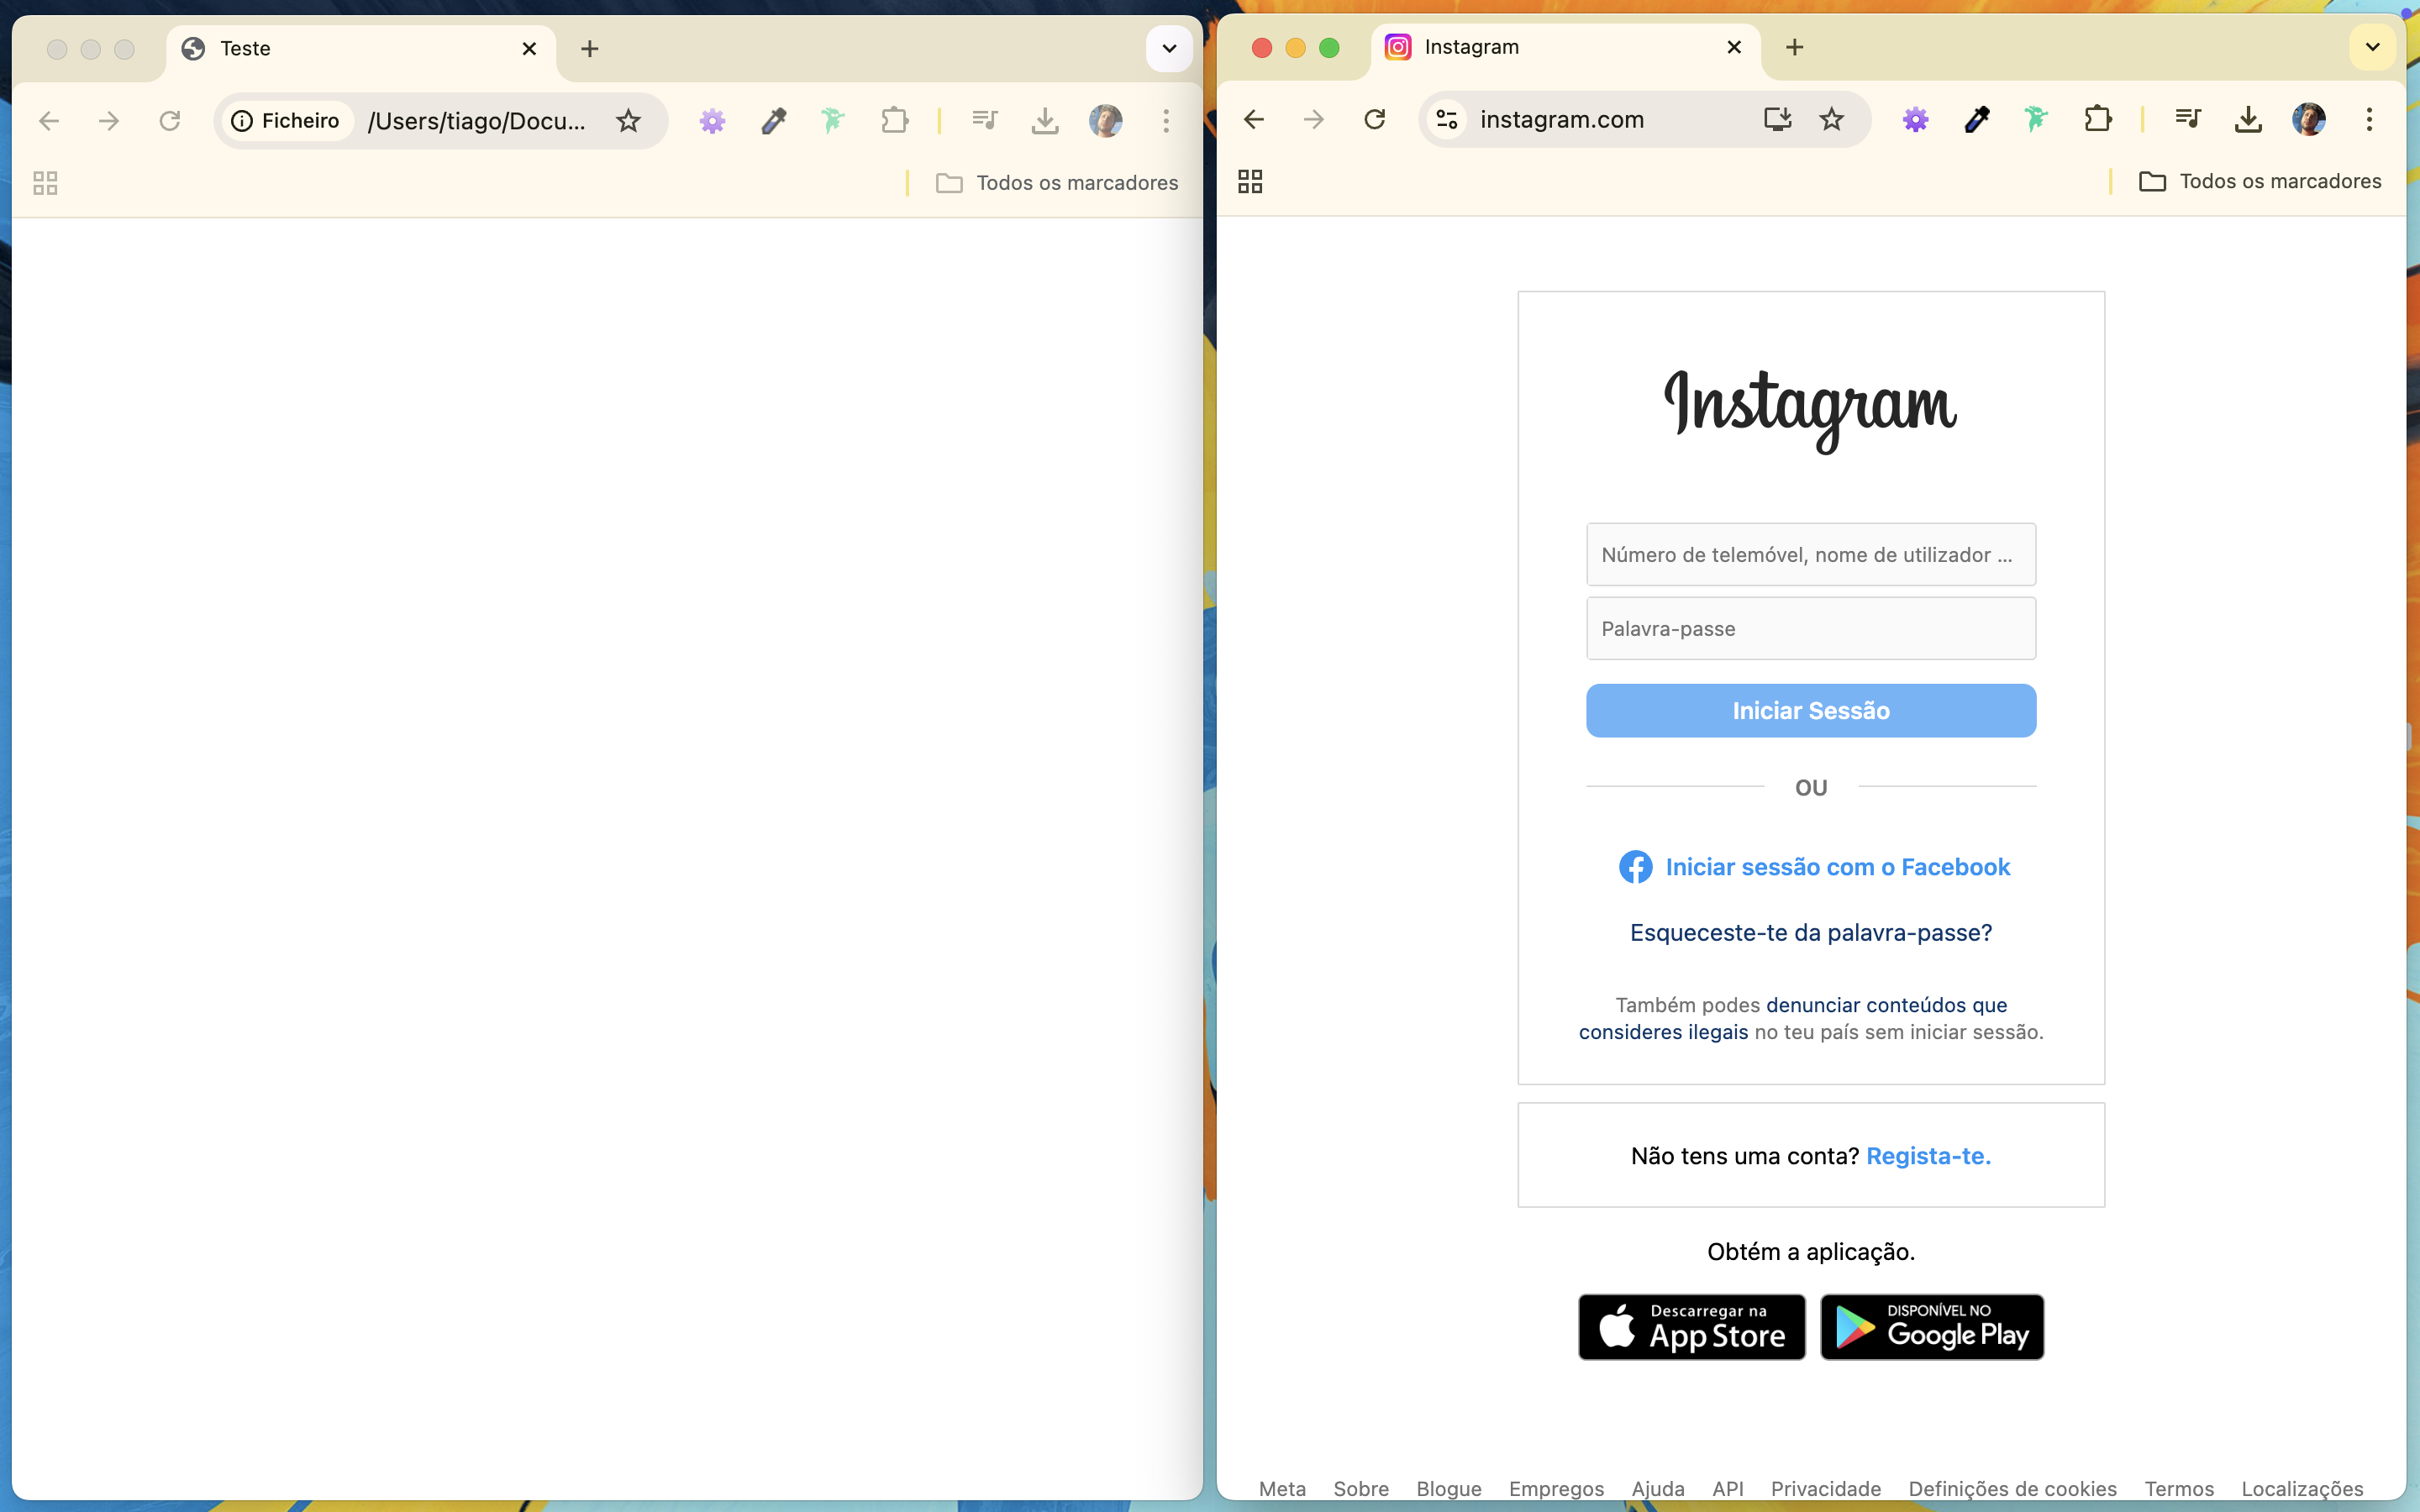 Teste
Ficheiro
/Users/tiago/Docu...
Todos os marcadores
Instagram
instagram.com
Todos os marcadores
Instagram
Número de telemóvel, nome de utilizador ...
Palavra-passe
Iniciar Sessão
OU
Iniciar sessão com o Facebook
Esqueceste-te da palavra-passe?
Também podes denunciar conteúdos que
consideres ilegais no teu país sem iniciar sessão.
Não tens uma conta? Regista-te.
Obtém a aplicação.
Descarregar na
App Store
DISPONÍVEL NO
Google Play
Meta Sobre Blogue Empregos Ajuda API Privacidade Definições de cookies Termos Localizações